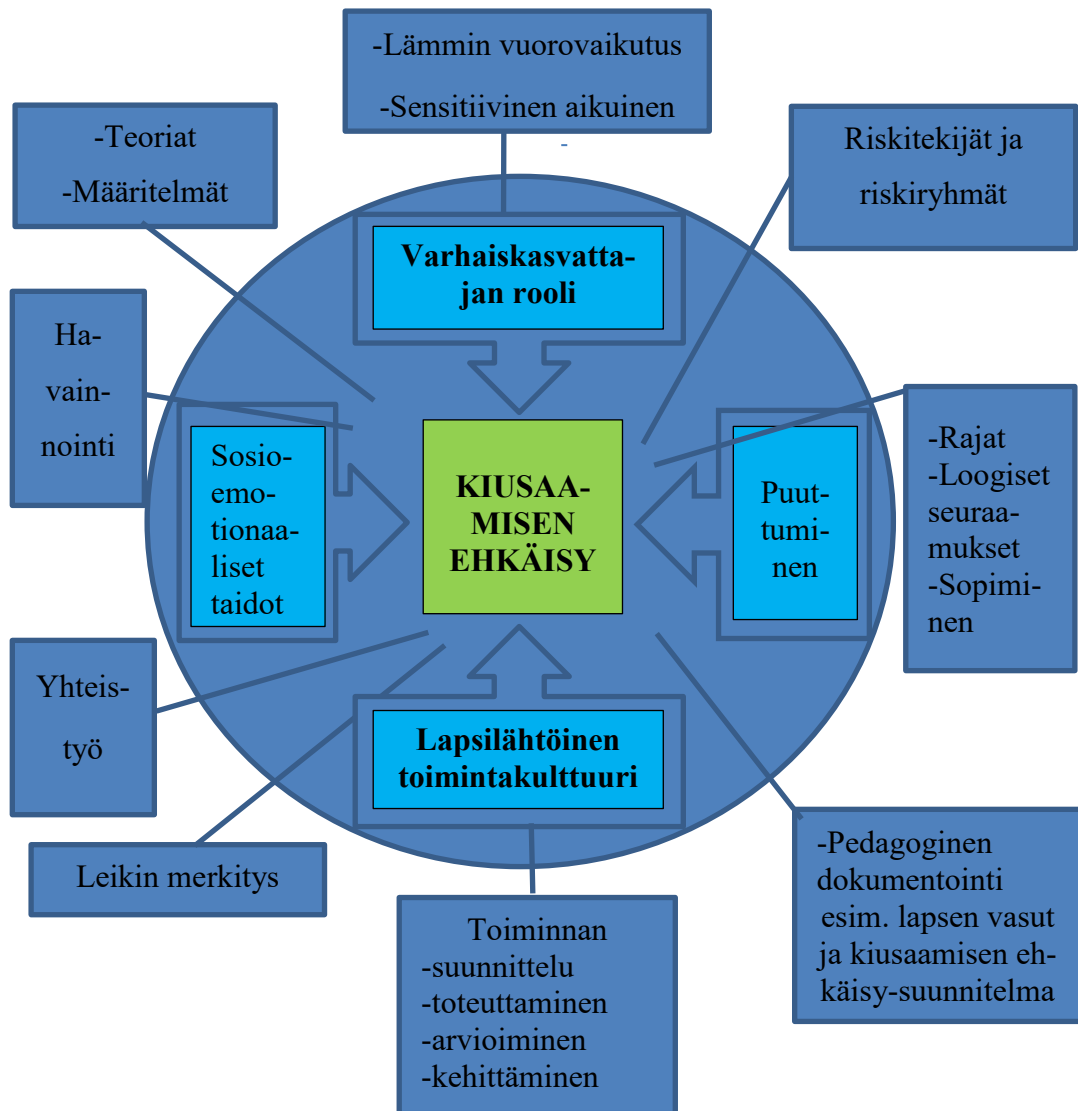 -Lämmin vuorovaikutus
-Sensitiivinen aikuinen
-
-Teoriat
-Määritelmät
Riskitekijät ja
riskiryhmät
Varhaiskasvatta-
jan rooli
Ha-
vain-
nointi
Sosio-
emo-
tionaa-
liset
taidot
KIUSAA-
MISEN
EHKÄISY
Puut-
tumi-
nen
-Rajat
-Loogiset
seuraa-
mukset
-Sopimi-
nen
Yhteis-
työ
Lapsilähtöinen
toimintakulttuuri
Leikin merkitys
Toiminnan
-suunnittelu
-toteuttaminen
-arvioiminen
-kehittäminen
-Pedagoginen
dokumentointi
esim. lapsen vasut
ja kiusaamisen eh-
käisy-suunnitelma